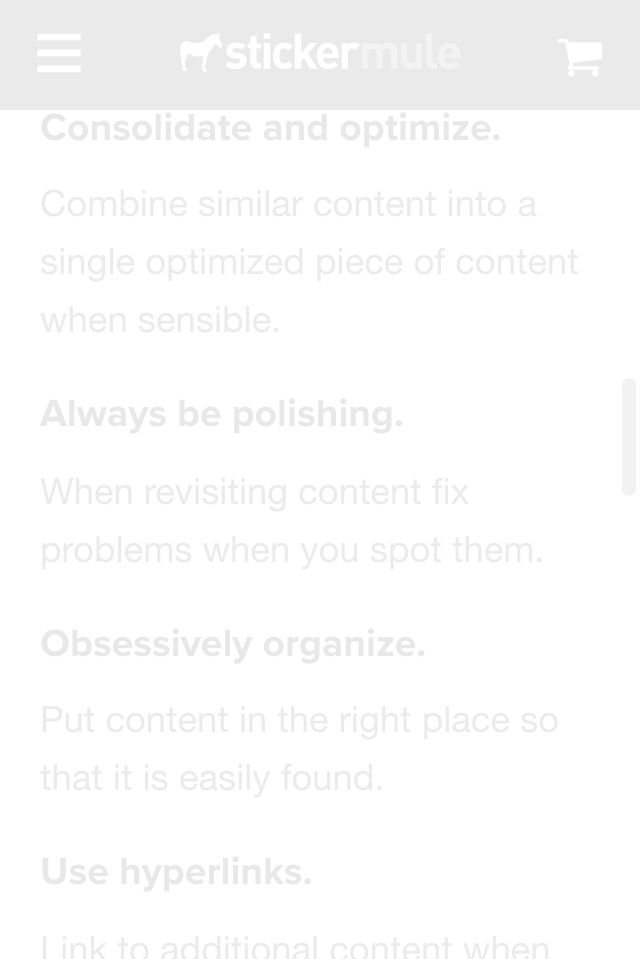 stickermule
Consolidate and optimize.
Combine similar content into a
single optimized piece of content
when sensible.
Always be polishing.
When revisiting content fix
problems when you spot them.
Obsessively organize.
Put content in the right place so
that it is easily found.
Use hyperlinks.
Link to additional content when